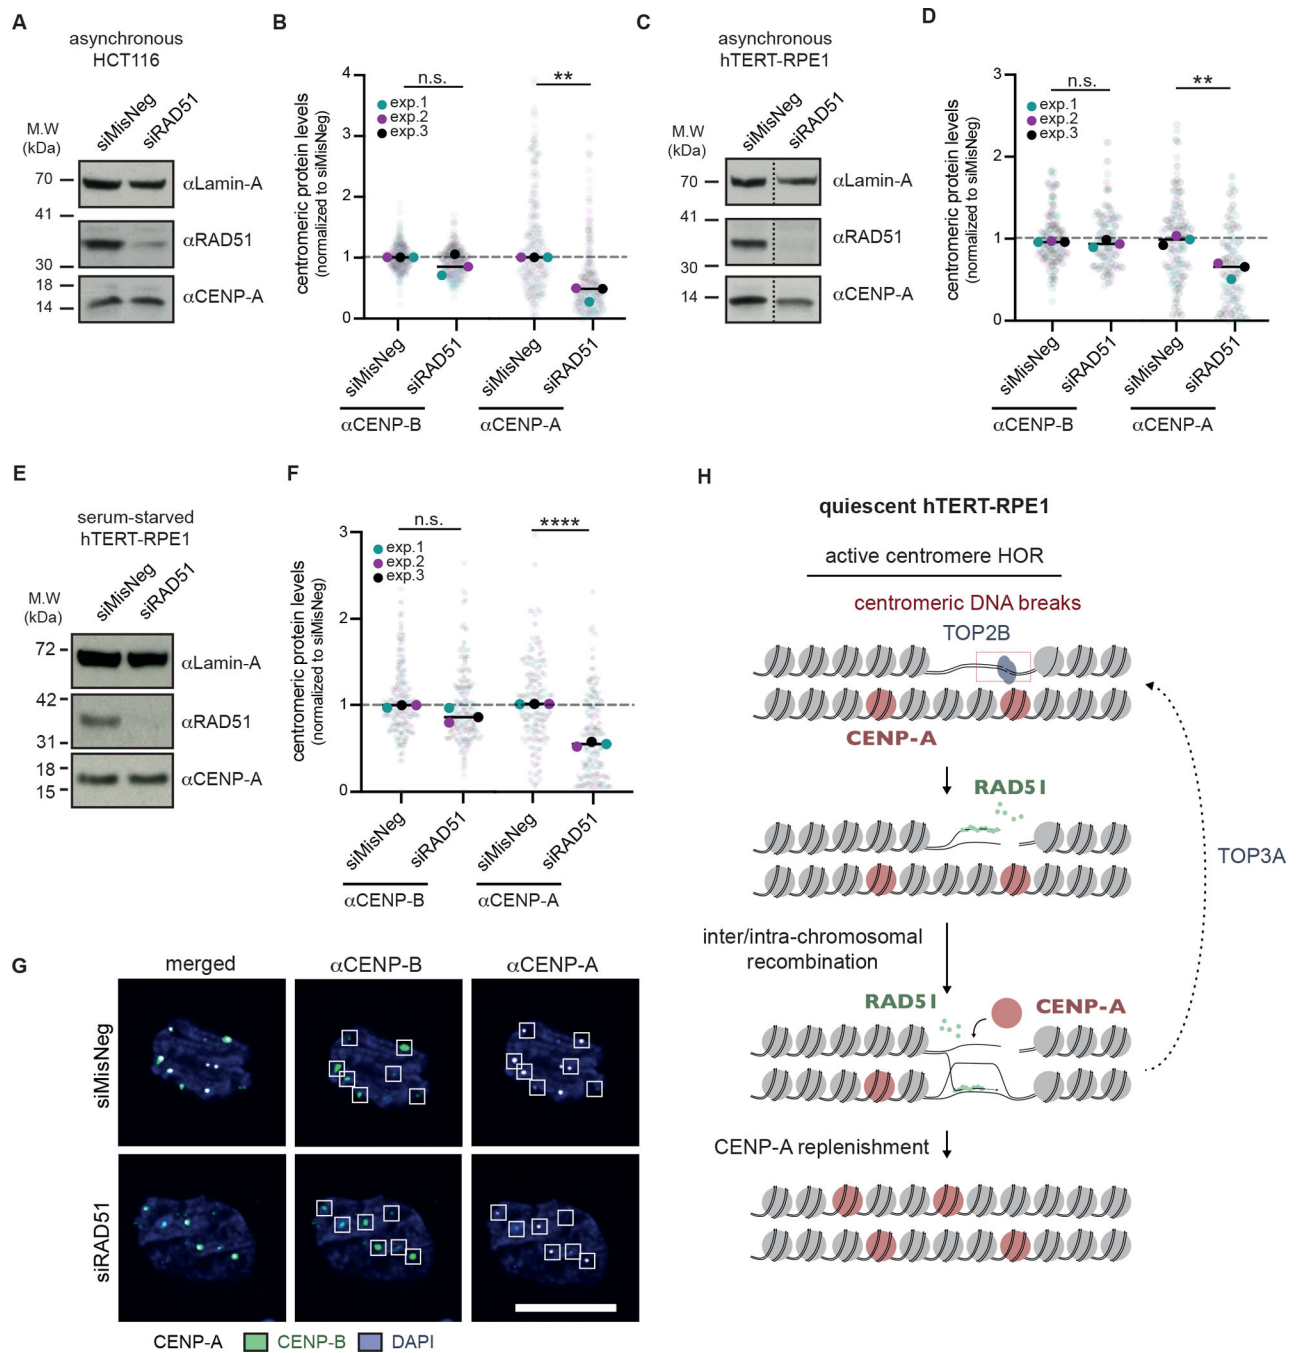 A
asynchronous
HCT116
M.W
(kDa)
siMisNeg
siRAD51
70
αLamin-A
41
αRAD51
30
18
αCENP-A
14
B
centromeric protein levels
(normalized to siMisNeg)
4
3
2
1
0
exp.1
exp.2
exp.3
n.s.
**
siMisNeg
siRAD51
siMisNeg
siRAD51
αCENP-B
αCENP-A
C
asynchronous
hTERT-RPE1
M.W
(kDa)
siMisNeg
siRAD51
70
αLamin-A
41
αRAD51
30
14
αCENP-A
D
centromeric protein levels
(normalized to siMisNeg)
3
2
1
0
exp.1
exp.2
exp.3
n.s.
**
siMisNeg
siRAD51
siMisNeg
siRAD51
αCENP-B
αCENP-A
E
serum-starved
hTERT-RPE1
M.W
(kDa)
siMisNeg
siRAD51
72
αLamin-A
42
αRAD51
31
18
αCENP-A
15
F
centromeric protein levels
(normalized to siMisNeg)
3
2
1
0
exp.1
exp.2
exp.3
n.s.
****
siMisNeg
siRAD51
siMisNeg
siRAD51
αCENP-B
αCENP-A
G
merged
αCENP-B
αCENP-A
siMisNeg
siRAD51
CENP-A
CENP-B
DAPI
H
quiescent hTERT-RPE1
active centromere HOR
centromeric DNA breaks
TOP2B
CENP-A
RAD51
TOP3A
inter/intra-chromosomal
recombination
RAD51
CENP-A
CENP-A replenishment